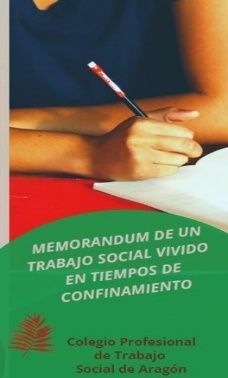 MEMORANDUM DE UN
TRABAJO SOCIAL VIVIDO
EN TIEMPOS DE
CONFINAMIENTO
Colegio Profesional
de Trabajo
Social de Aragón